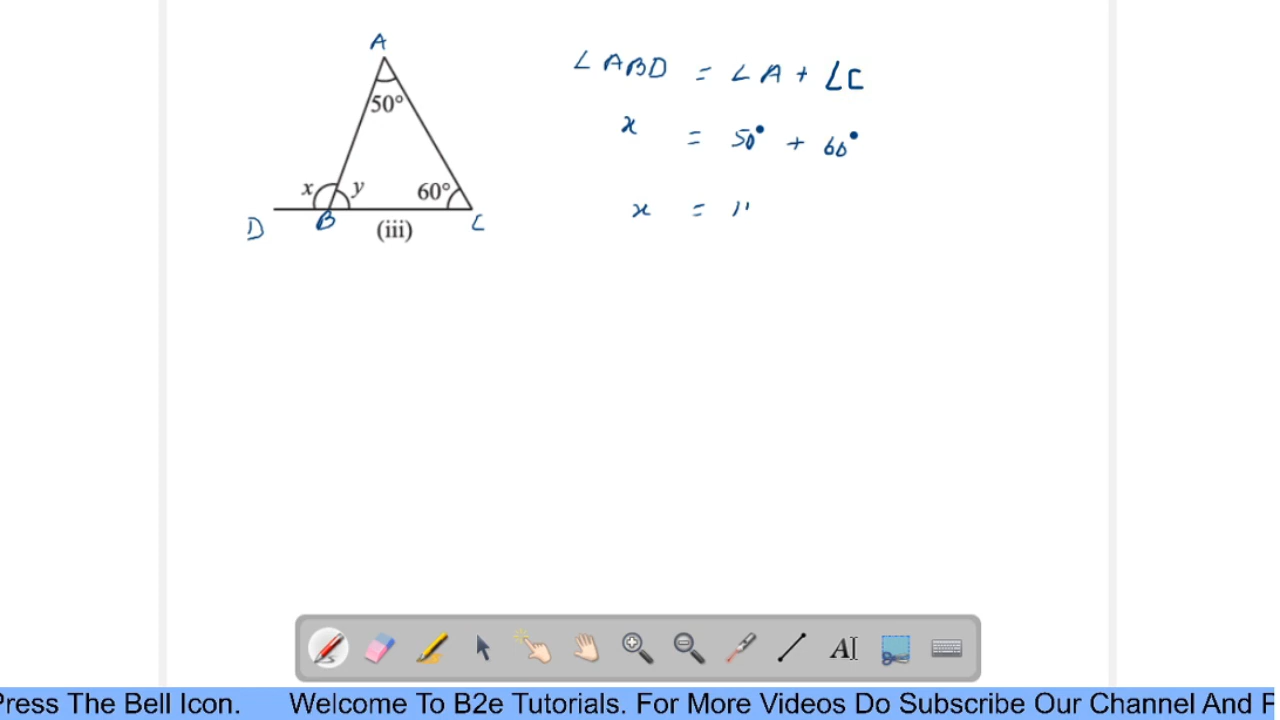 A
∠ABD = ∠A + ∠C
50°
x = 50° + 60°
x y 60°
x = 11
D B C
(iii)
AI
Press The Bell Icon. Welcome To B2e Tutorials. For More Videos Do Subscribe Our Channel And P